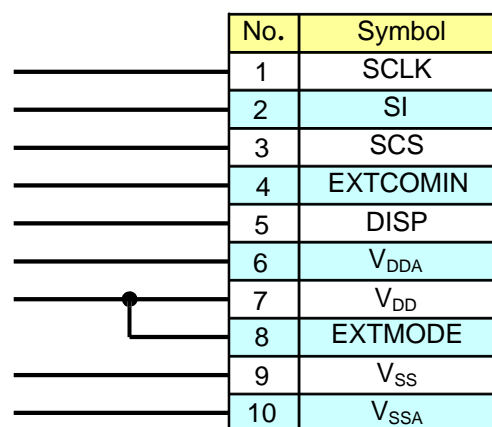 No. Symbol
1 SCLK
2 SI
3 SCS
4 EXTCOMIN
5 DISP
6 VDDA
7 VDD
8 EXTMODE
9 VSS
10 VSSA